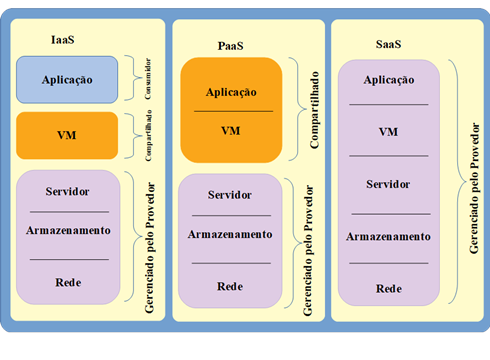 IaaS
Aplicação
Consumidor
VM
Compartilhado
Servidor
Armazenamento
Rede
Gerenciado pelo Provedor
PaaS
Aplicação
VM
Compartilhado
Servidor
Armazenamento
Rede
Gerenciado pelo Provedor
SaaS
Aplicação
VM
Servidor
Armazenamento
Rede
Gerenciado pelo Provedor